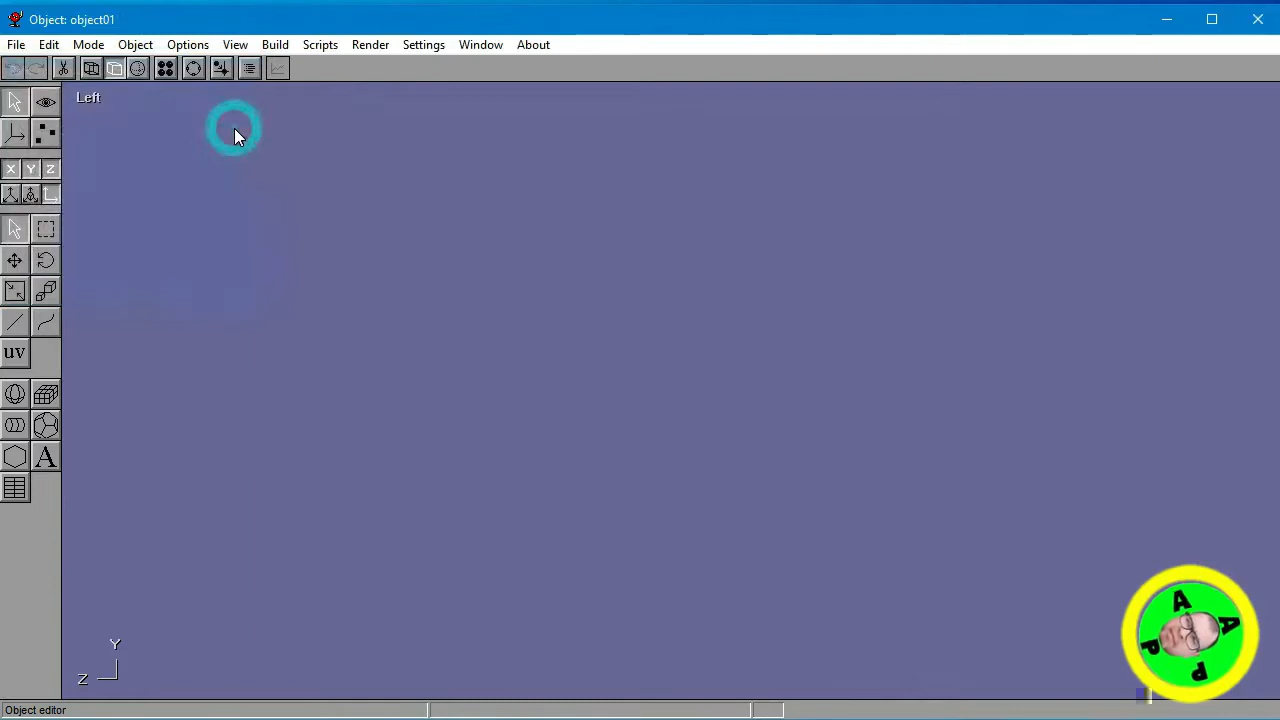 Object: object01
File Edit Mode Object Options View Build Scripts Render Settings Window About
Left
X Y Z
uv
A
Y
Z
A
A
P
P
Object editor